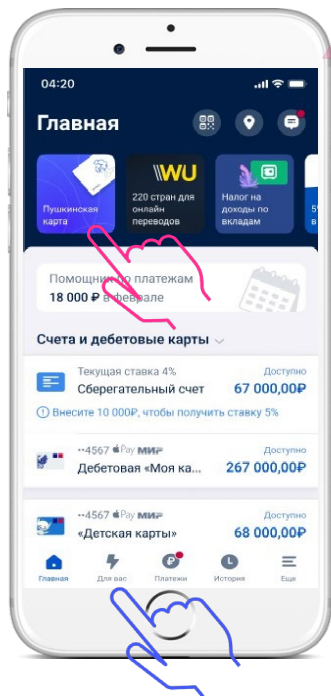 04:20
Главная
Пушкинская
карта
WU
220 стран для
онлайн
переводов
Налог на
доходы по
вкладам
5
в
Помощник по платежам
18 000 ₽ в феврале
Счета и дебетовые карты
Текущая ставка 4%
Доступно
Сберегательный счет
67 000,00₽
Внесите 10 000₽, чтобы получить ставку 5%
··4567 Pay МИР
Доступно
Дебетовая «Моя ка...
267 000,00₽
··4567 Pay МИР
Доступно
«Детская карты»
68 000,00₽
Главная
Для вас
Платежи
История
Еще